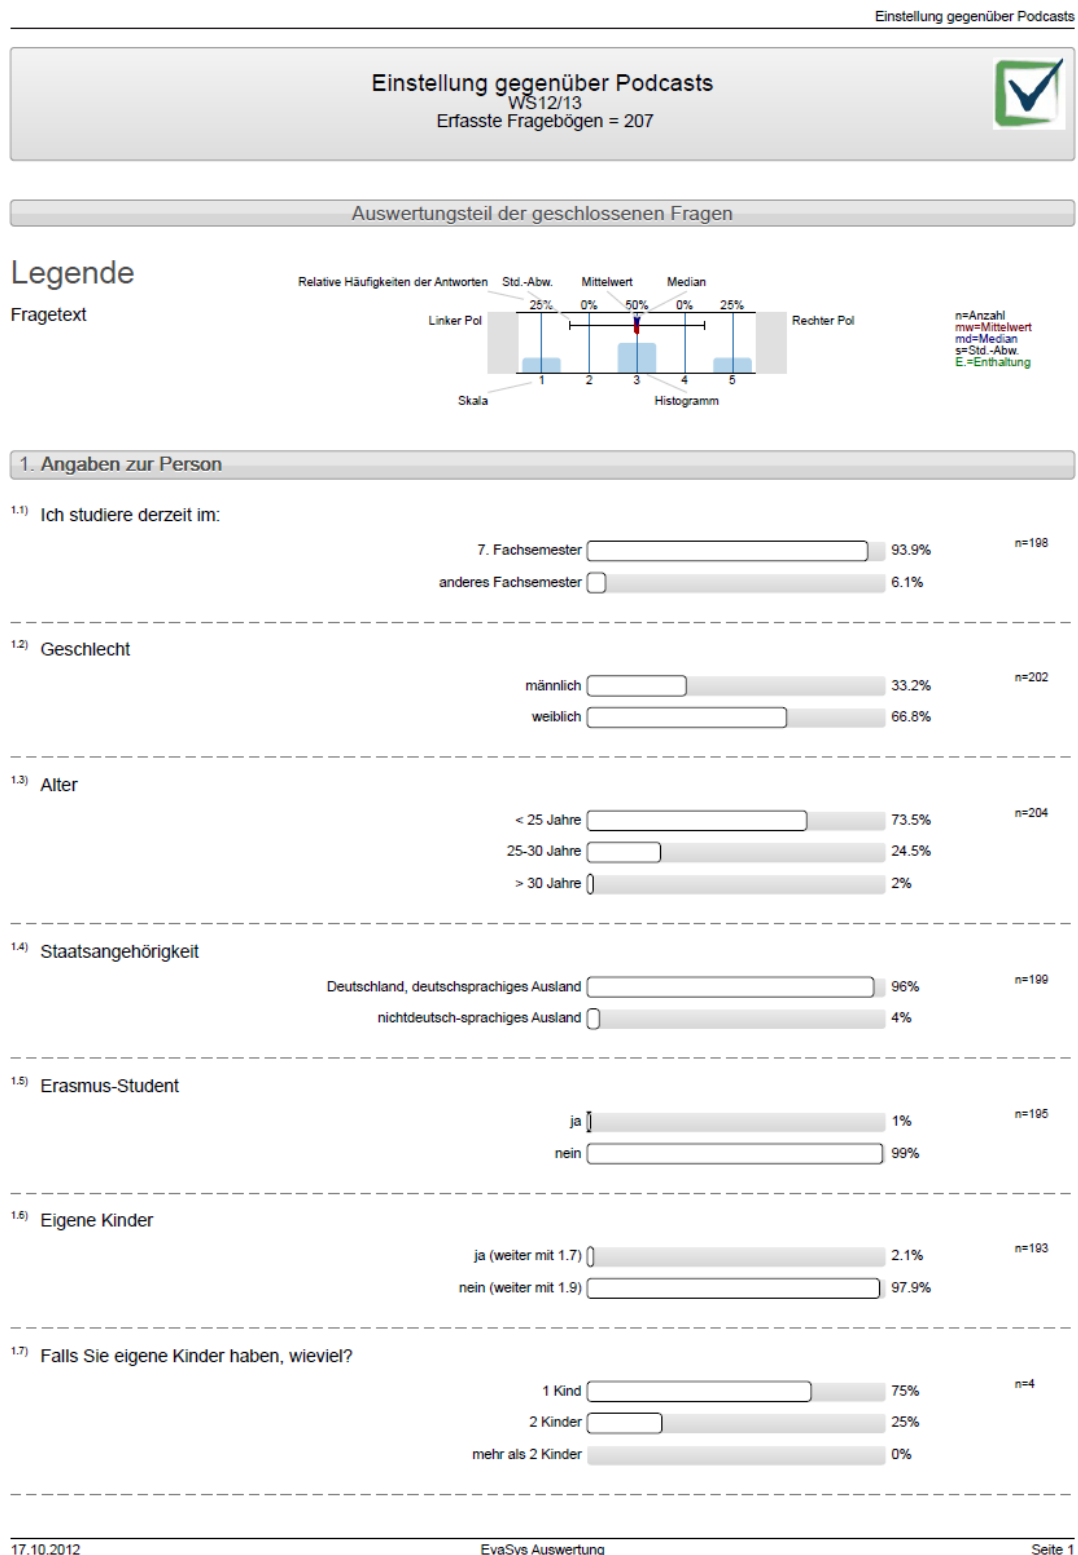 Einstellung gegenüber Podcasts
Einstellung gegenüber Podcasts
WS12/13
Erfasste Fragebögen = 207
Auswertungsteil der geschlossenen Fragen
Legende
Fragetext
Relative Häufigkeiten der Antworten Std.-Abw. Mittelwert Median
25% 0% 50% 0% 25%
Linker Pol Rechter Pol
1 2 3 4 5
Skala Histogramm
n=Anzahl
mw=Mittelwert
md=Median
s=Std.-Abw.
E.=Enthaltung
1. Angaben zur Person
1.1) Ich studiere derzeit im:
7. Fachsemester 93.9% n=198
anderes Fachsemester 6.1%
1.2) Geschlecht
männlich 33.2% n=202
weiblich 66.8%
1.3) Alter
< 25 Jahre 73.5% n=204
25-30 Jahre 24.5%
> 30 Jahre 2%
1.4) Staatsangehörigkeit
Deutschland, deutschsprachiges Ausland 96% n=199
nichtdeutsch-sprachiges Ausland 4%
1.5) Erasmus-Student
ja 1% n=195
nein 99%
1.6) Eigene Kinder
ja (weiter mit 1.7) 2.1% n=193
nein (weiter mit 1.9) 97.9%
1.7) Falls Sie eigene Kinder haben, wieviel?
1 Kind 75% n=4
2 Kinder 25%
mehr als 2 Kinder 0%
17.10.2012 EvaSys Auswertung Seite 1